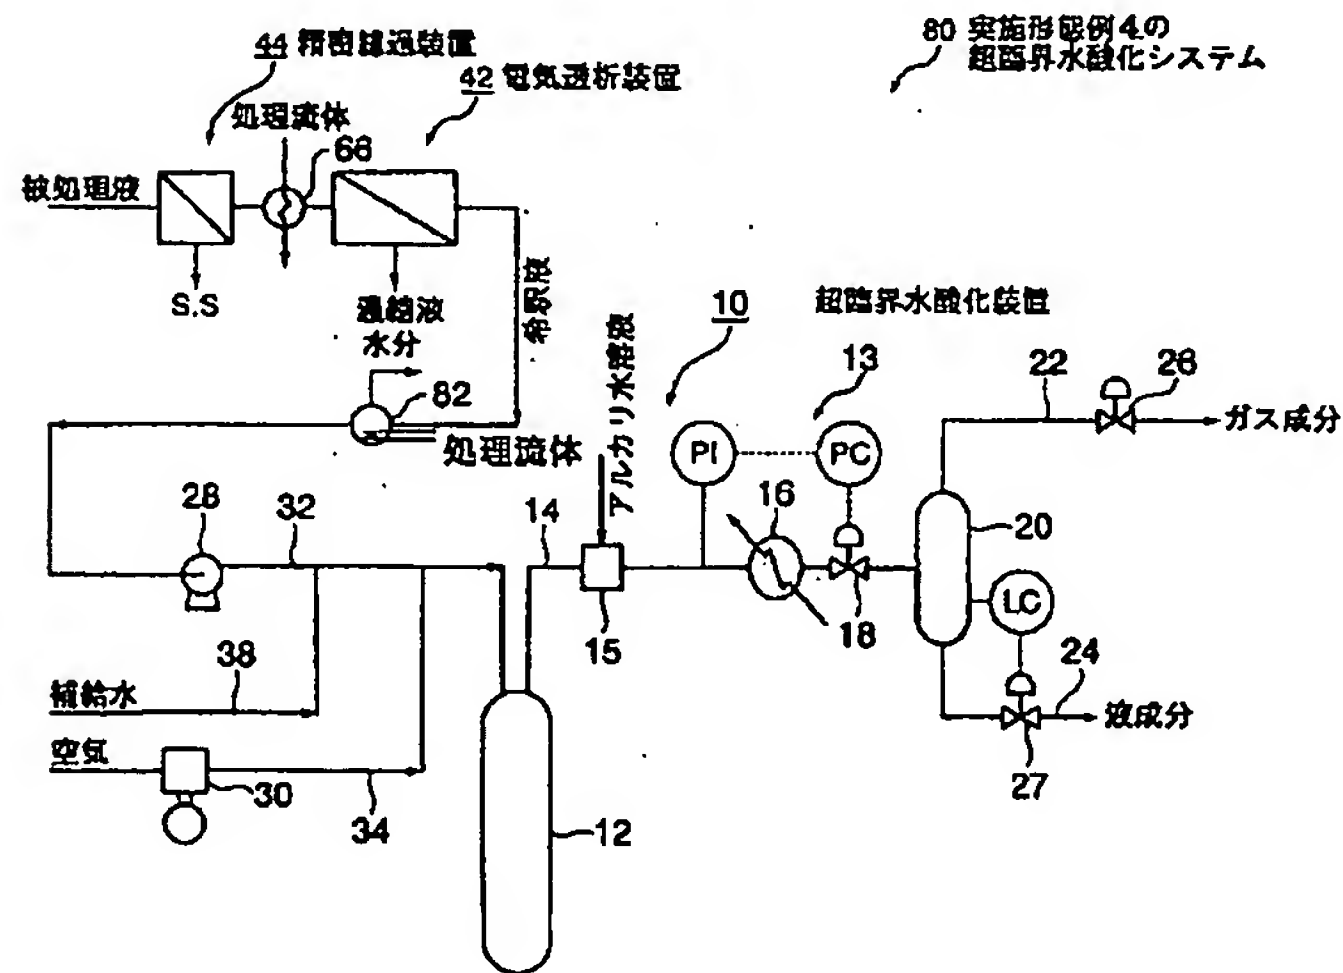 44 精密濾過装置
42 電気透析装置
80 実施形態例4の
超臨界水酸化システム
処理流体
66
被処理液
S.S
濃縮液
水分
希釈液
82
処理流体
アルカリ水溶液
10
超臨界水酸化装置
13
22
26
ガス成分
PI
PC
16
20
28
32
14
15
18
LC
24
液成分
27
38
補給水
空気
30
34
12